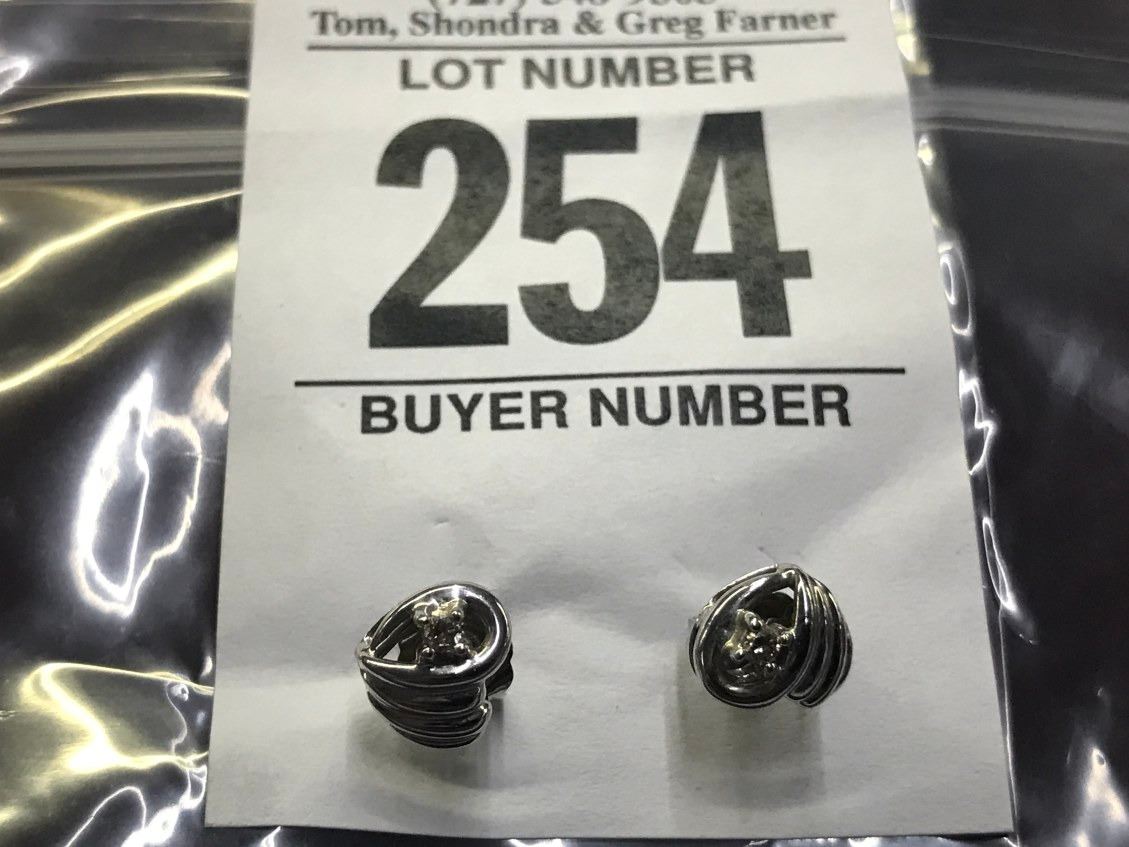 Tom, Shondra & Greg Farner
LOT NUMBER
254
BUYER NUMBER